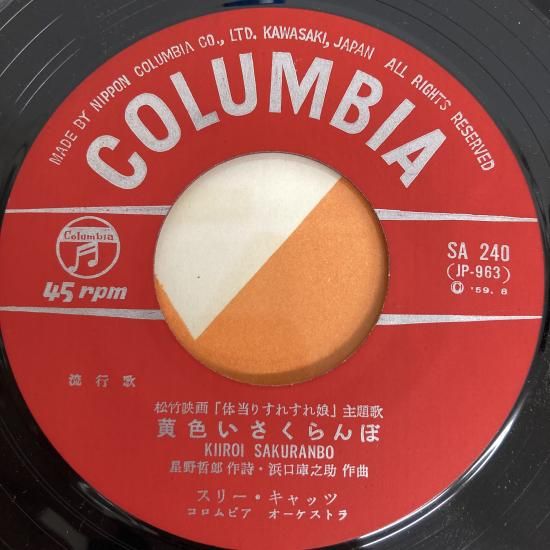 MADE BY NIPPON COLUMBIA CO., LTD. KAWASAKI, JAPAN ALL RIGHTS RESERVED
COLUMBIA
Columbia
45 rpm
SA 240
(JP-963)
Ⓒ '59. 8
流行歌
松竹映画「体当りすれすれ娘」主題歌
黄色いさくらんぼ
KIIROI SAKURANBO
星野哲郎 作詩・浜口庫之助 作曲
スリー・キャッツ
コロムビア オーケストラ